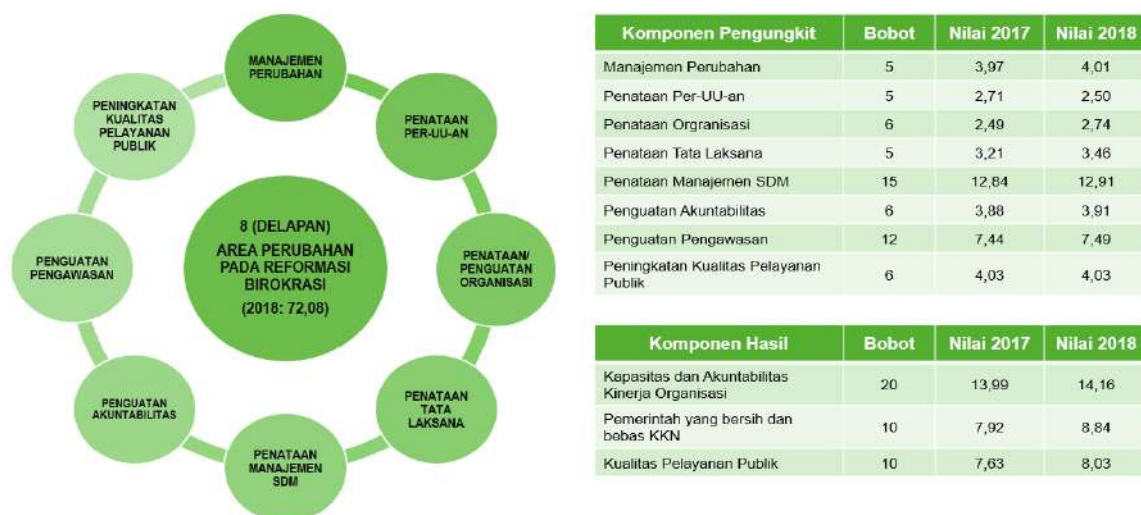 MANAJEMEN
PERUBAHAN
PENATAAN
PER-UU-AN
PENATAAN/
PENGUATAN
ORGANISASI
PENATAAN
TATA
LAKSANA
PENATAAN
MANAJEMEN
SDM
PENGUATAN
AKUNTABILITAS
PENGUATAN
PENGAWASAN
PENINGKATAN
KUALITAS
PELAYANAN
PUBLIK
8 (DELAPAN)
AREA PERUBAHAN
PADA REFORMASI
BIROKRASI
(2018: 72,08)
Komponen Pengungkit Bobot Nilai 2017 Nilai 2018
Manajemen Perubahan 5 3,97 4,01
Penataan Per-UU-an 5 2,71 2,50
Penataan Orgranisasi 6 2,49 2,74
Penataan Tata Laksana 5 3,21 3,46
Penataan Manajemen SDM 15 12,84 12,91
Penguatan Akuntabilitas 6 3,88 3,91
Penguatan Pengawasan 12 7,44 7,49
Peningkatan Kualitas Pelayanan
Publik 6 4,03 4,03
Komponen Hasil Bobot Nilai 2017 Nilai 2018
Kapasitas dan Akuntabilitas
Kinerja Organisasi 20 13,99 14,16
Pemerintah yang bersih dan
bebas KKN 10 7,92 8,84
Kualitas Pelayanan Publik 10 7,63 8,03